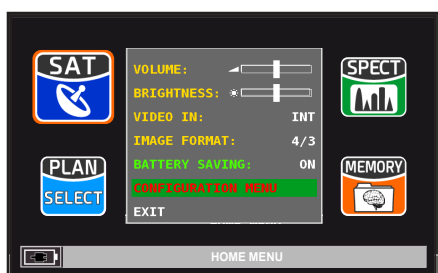 SAT
VOLUME:
SPECT
BRIGHTNESS:
VIDEO IN: INT
IMAGE FORMAT: 4/3
BATTERY SAVING: ON
PLAN
SELECT
CONFIGURATION MENU
MEMORY
EXIT
HOME MENU